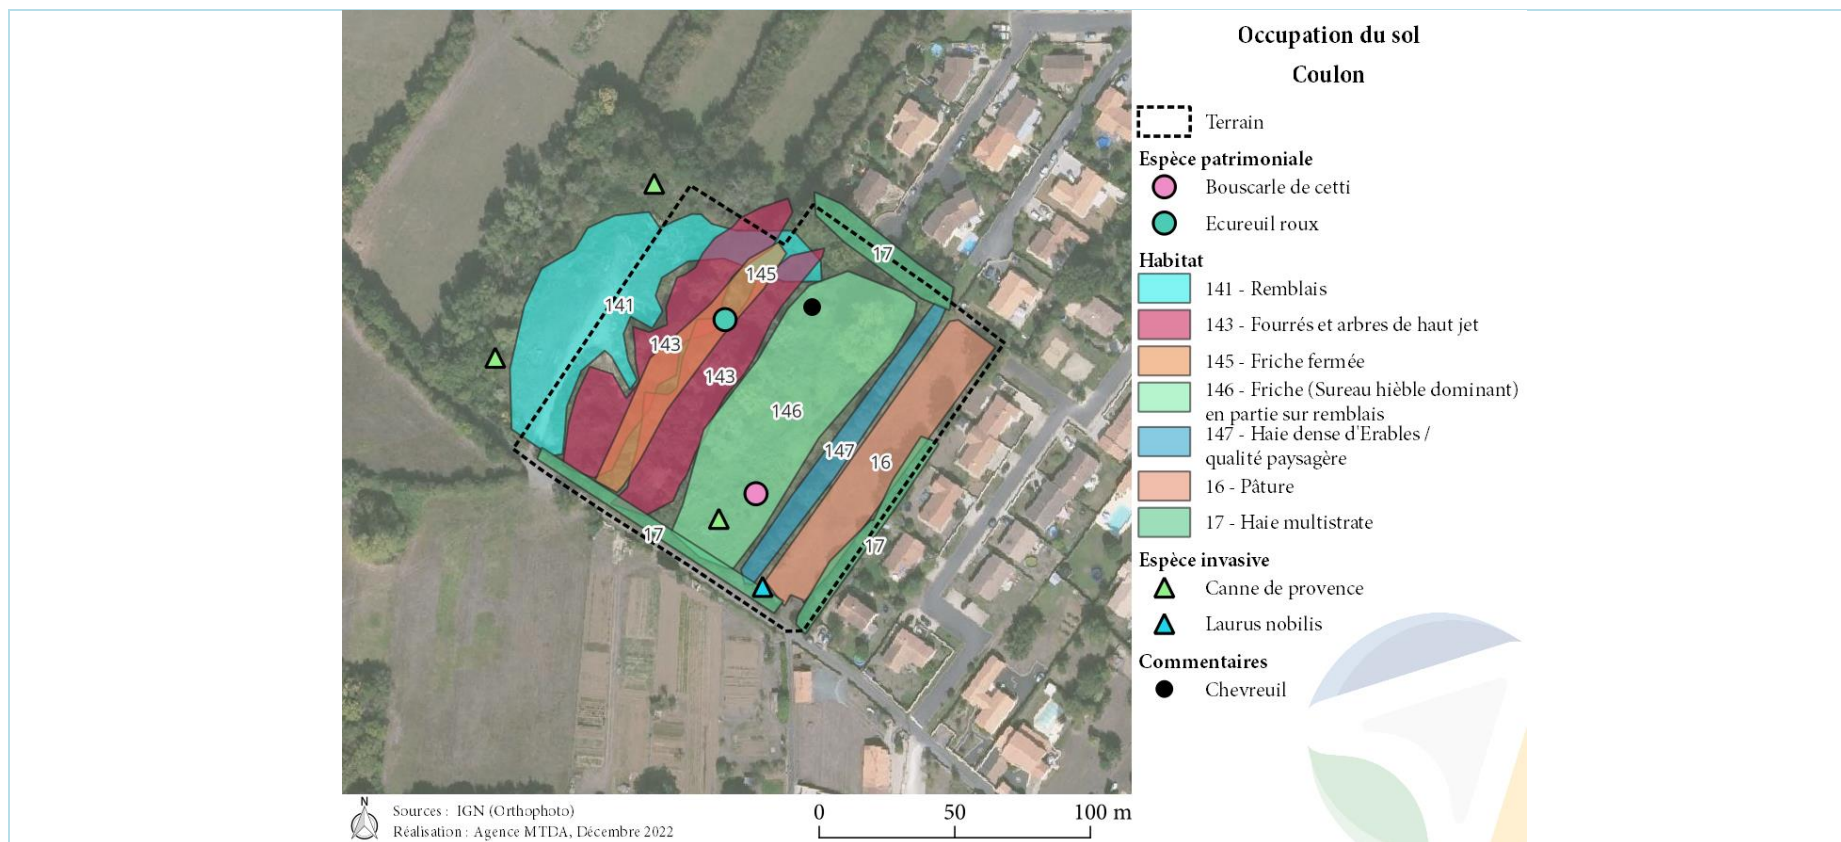 Occupation du sol
Coulon
Terrain
Espèce patrimoniale
Bouscarle de cetti
Ecureuil roux
Habitat
141 - Remblais
143 - Fourrés et arbres de haut jet
145 - Friche fermée
146 - Friche (Sureau hièble dominant)
en partie sur remblais
147 - Haie dense d'Erables /
qualité paysagère
16 - Pâture
17 - Haie multistrate
Espèce invasive
Canne de provence
Laurus nobilis
Commentaires
Chevreuil
17
145
141
143
143
146
147
16
17
17
N
Sources : IGN (Orthophoto)
Réalisation : Agence MTDA, Décembre 2022
0 50 100 m